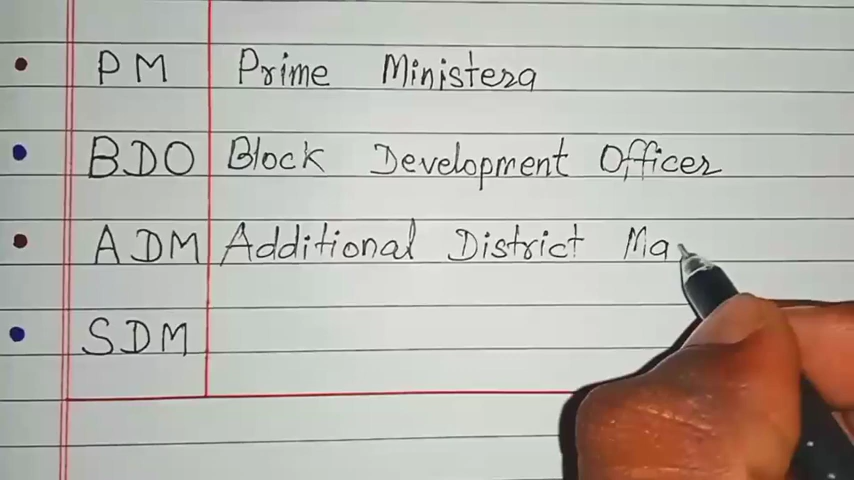 PM Prime Ministera
BDO Block Development Officer
ADM Additional District Ma
SDM